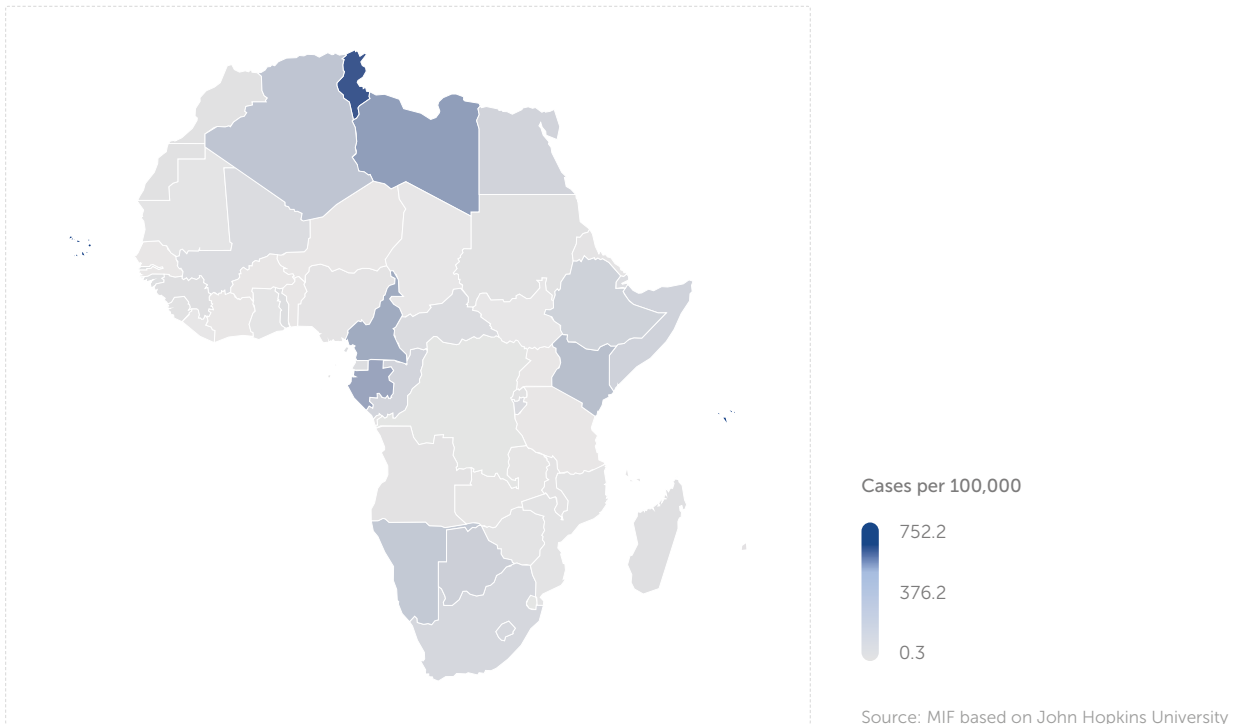 Cases per 100,000
752.2
376.2
0.3
Source: MIF based on John Hopkins University